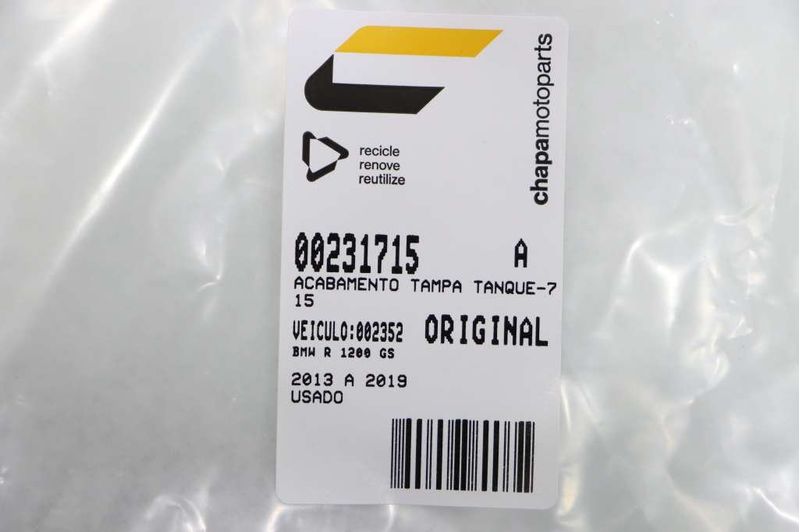 chapamotoparts
recicle
renove
reutilize
00231715 A
ACABAMENTO TAMPA TANQUE-7
15
VEICULO:002352 ORIGINAL
BMW R 1200 GS
2013 A 2019
USADO